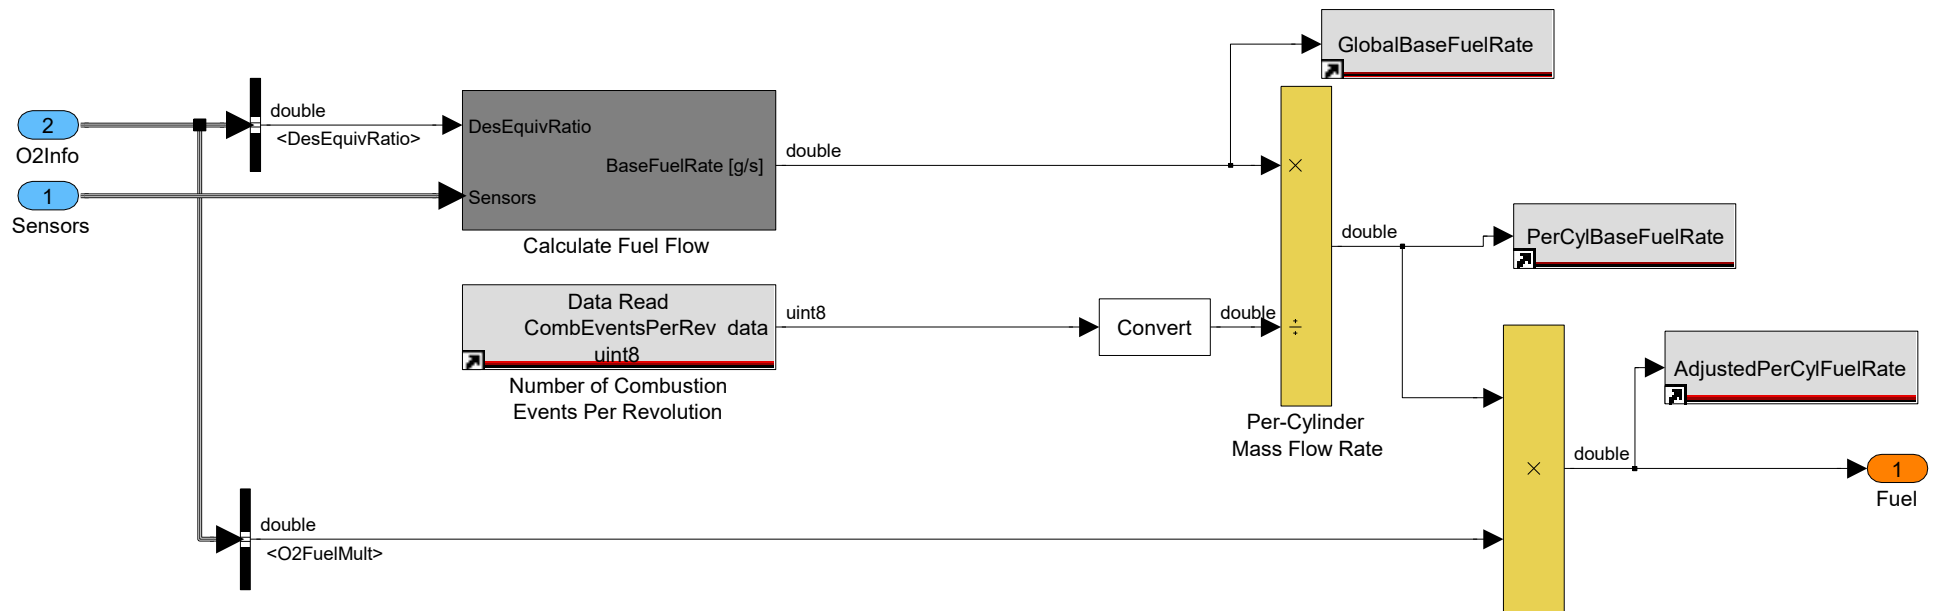 GlobalBaseFuelRate
2
O2Info
double
<DesEquivRatio>
DesEquivRatio
BaseFuelRate [g/s]
Sensors
Calculate Fuel Flow
double
×
1
Sensors
double
PerCylBaseFuelRate
Data Read
CombEventsPerRev data
uint8
uint8
Convert
double
÷
Number of Combustion
Events Per Revolution
Per-Cylinder
Mass Flow Rate
AdjustedPerCylFuelRate
×
double
1
Fuel
double
<O2FuelMult>